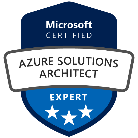 Microsoft
CERTIFIED
AZURE SOLUTIONS
ARCHITECT
EXPERT